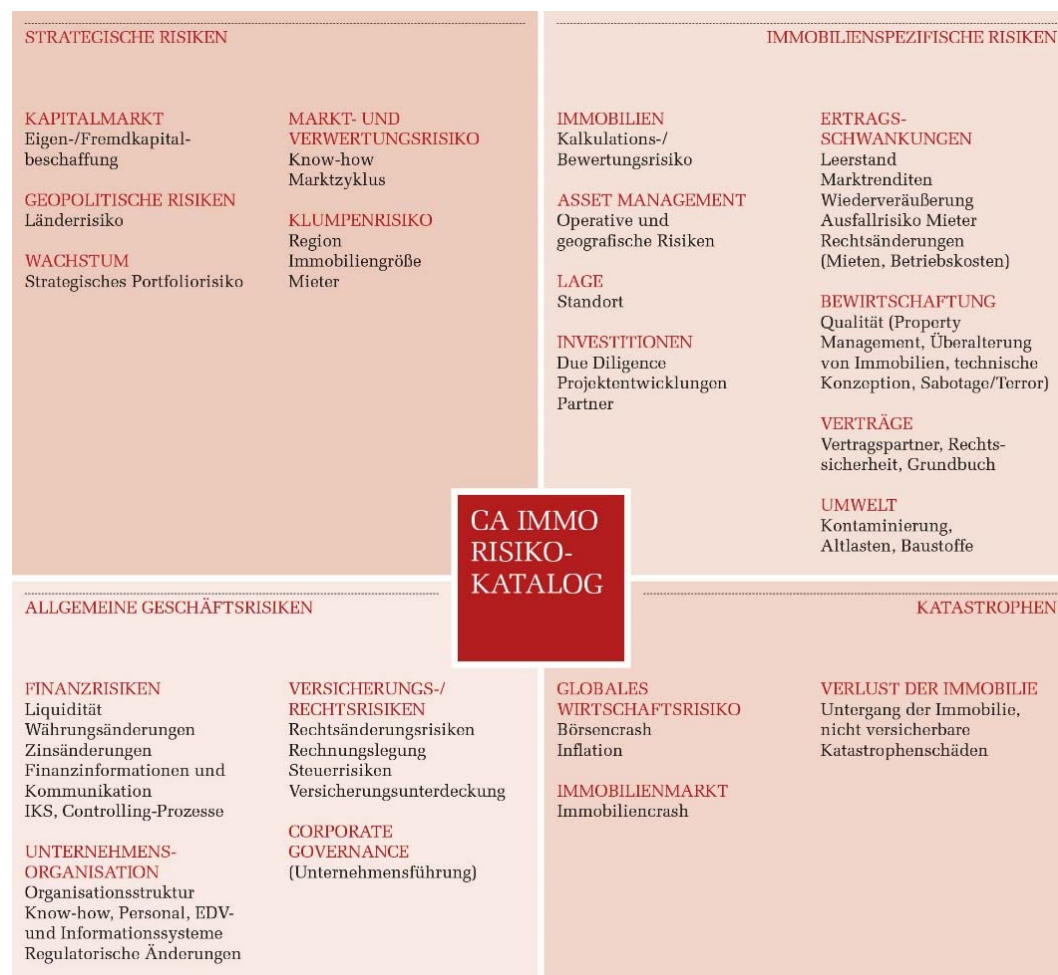 STRATEGISCHE RISIKEN
KAPITALMARKT
Eigen-/Fremdkapital-
beschaffung
GEOPOLITISCHE RISIKEN
Länderrisiko
WACHSTUM
Strategisches Portfoliorisiko
MARKT- UND
VERWERTUNGSRISIKO
Know-how
Marktzyklus
KLUMPENRISIKO
Region
Immobiliengröße
Mieter
IMMOBILIENSPEZIFISCHE RISIKEN
IMMOBILIEN
Kalkulations-/
Bewertungsrisiko
ASSET MANAGEMENT
Operative und
geografische Risiken
LAGE
Standort
INVESTITIONEN
Due Diligence
Projektentwicklungen
Partner
ERTRAGS-
SCHWANKUNGEN
Leerstand
Marktrenditen
Wiederveräußerung
Ausfallrisiko Mieter
Rechtsänderungen
(Mieten, Betriebskosten)
BEWIRTSCHAFTUNG
Qualität (Property
Management, Überalterung
von Immobilien, technische
Konzeption, Sabotage/Terror)
VERTRÄGE
Vertragspartner, Rechts-
sicherheit, Grundbuch
UMWELT
Kontaminierung,
Altlasten, Baustoffe
CA IMMO
RISIKO-
KATALOG
ALLGEMEINE GESCHÄFTSRISIKEN
FINANZRISIKEN
Liquidität
Währungsänderungen
Zinsänderungen
Finanzinformationen und
Kommunikation
IKS, Controlling-Prozesse
UNTERNEHMENS-
ORGANISATION
Organisationsstruktur
Know-how, Personal, EDV-
und Informationssysteme
Regulatorische Änderungen
VERSICHERUNGS-/
RECHTSRISIKEN
Rechtsänderungsrisiken
Rechnungslegung
Steuerrisiken
Versicherungsunterdeckung
CORPORATE
GOVERNANCE
(Unternehmensführung)
KATASTROPHEN
GLOBALES
WIRTSCHAFTSRISIKO
Börsencrash
Inflation
IMMOBILIENMARKT
Immobiliencrash
VERLUST DER IMMOBILIE
Untergang der Immobilie,
nicht versicherbare
Katastrophenschäden